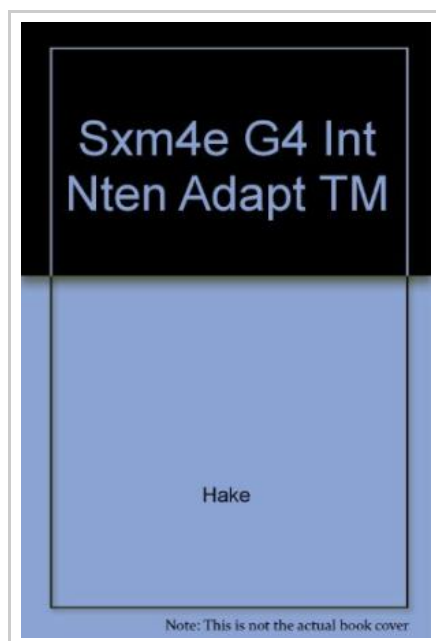 Sxm4e G4 Int
Nten Adapt TM
Hake
Note: This is not the actual book cover